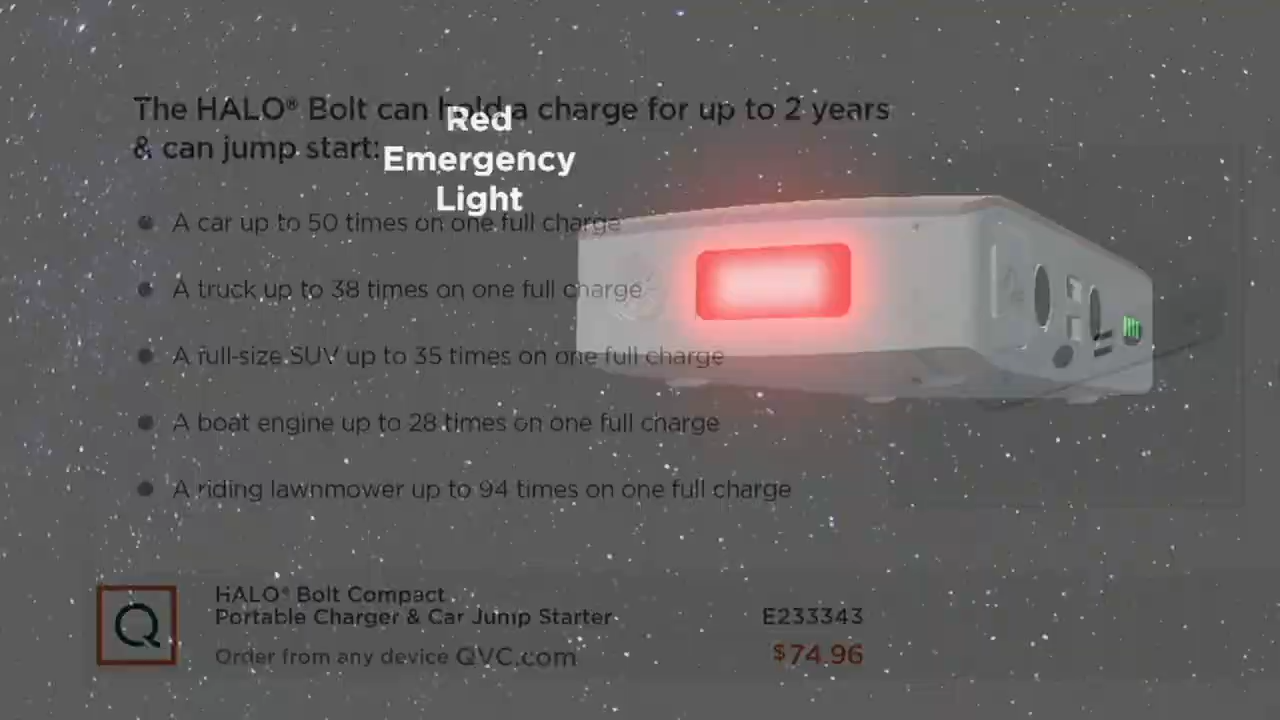 The HALO® Bolt can hold a charge for up to 2 years
& can jump start:
Red
Emergency
Light
A car up to 50 times on one full charge
A truck up to 38 times on one full charge
A full-size SUV up to 35 times on one full charge
A boat engine up to 28 times on one full charge
A riding lawnmower up to 94 times on one full charge
Q
HALO® Bolt Compact
Portable Charger & Car Jump Starter
E233343
Order from any device QVC.com
$74.96